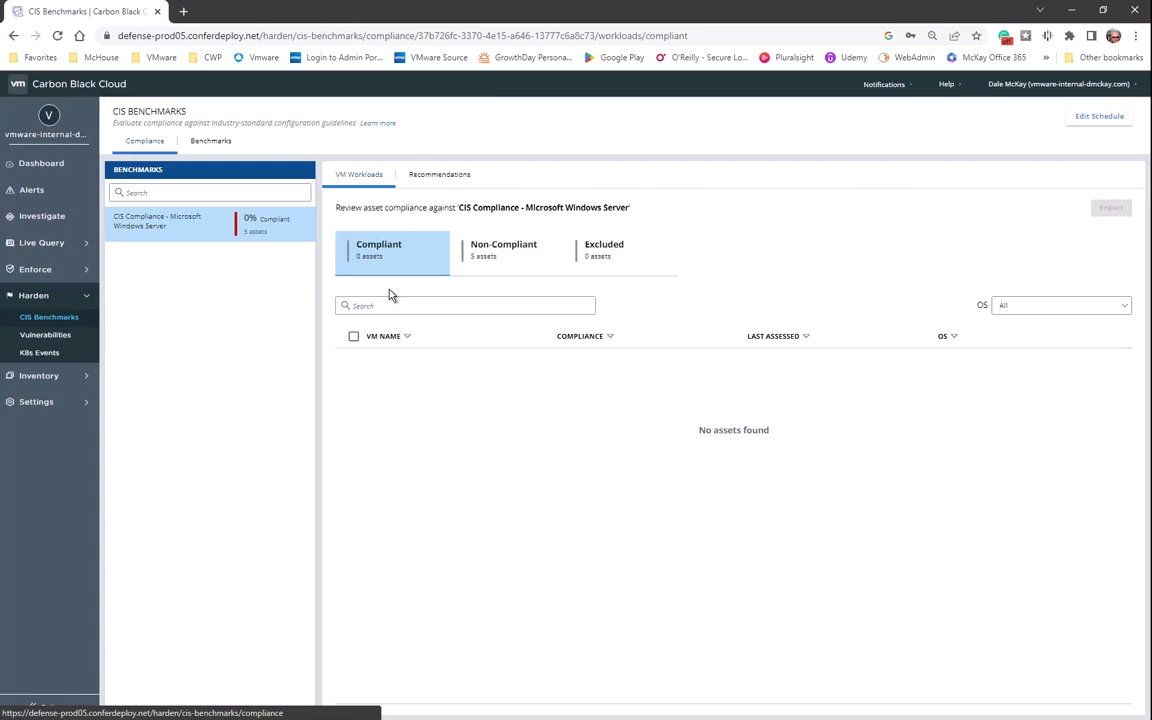 CIS Benchmarks | Carbon Black C
defense-prod05.conferdeploy.net/harden/cis-benchmarks/compliance/37b726fc-3370-4e15-a646-13777c6a8c73/workloads/compliant
Favorites McHouse VMware CWP Vmware Login to Admin Por... VMware Source GrowthDay Persona... Google Play O'Reilly - Secure Lo... Pluralsight Udemy WebAdmin McKay Office 365 » Other bookmarks
vm Carbon Black Cloud Notifications Help Dale McKay (vmware-internal-dmckay.com)
V
vmware-internal-d...
Dashboard
Alerts
Investigate
Live Query
Enforce
Harden
CIS Benchmarks
Vulnerabilities
K8s Events
Inventory
Settings
CIS BENCHMARKS
Evaluate compliance against industry-standard configuration guidelines Learn more
Edit Schedule
Compliance Benchmarks
BENCHMARKS
Search
CIS Compliance - Microsoft Windows Server
0% Compliant
5 assets
VM Workloads Recommendations
Review asset compliance against 'CIS Compliance - Microsoft Windows Server'
Export
Compliant
0 assets
Non-Compliant
5 assets
Excluded
0 assets
Search
OS All
VM NAME COMPLIANCE LAST ASSESSED OS
No assets found
https://defense-prod05.conferdeploy.net/harden/cis-benchmarks/compliance